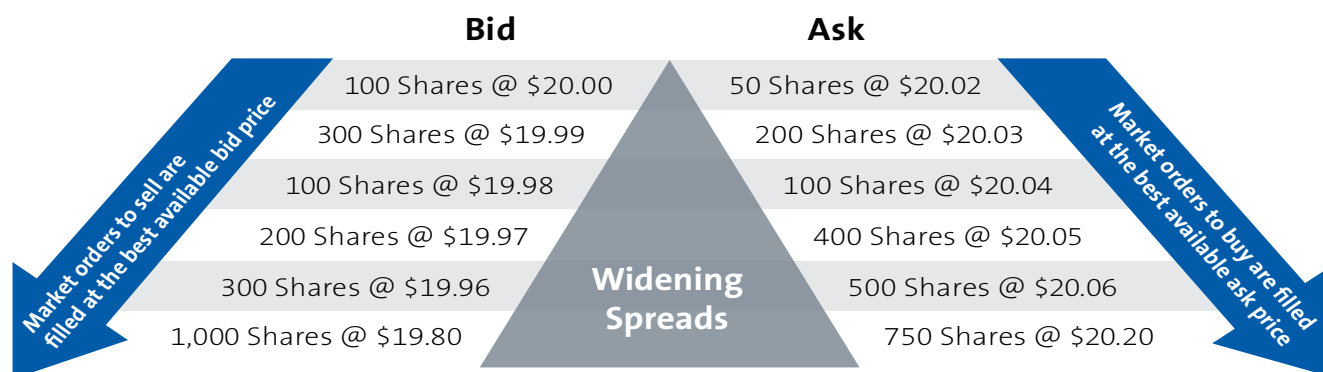 Bid
Ask
100 Shares @ $20.00
50 Shares @ $20.02
300 Shares @ $19.99
200 Shares @ $20.03
100 Shares @ $19.98
100 Shares @ $20.04
200 Shares @ $19.97
400 Shares @ $20.05
300 Shares @ $19.96
500 Shares @ $20.06
1,000 Shares @ $19.80
750 Shares @ $20.20
Widening
Spreads
Market orders to sell are
filled at the best available bid price
Market orders to buy are filled
at the best available ask price